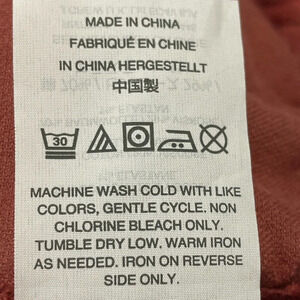 MADE IN CHINA
FABRIQUÉ EN CHINE
IN CHINA HERGESTELLT
中国製
30
MACHINE WASH COLD WITH LIKE
COLORS, GENTLE CYCLE. NON
CHLORINE BLEACH ONLY.
TUMBLE DRY LOW. WARM IRON
AS NEEDED. IRON ON REVERSE
SIDE ONLY.